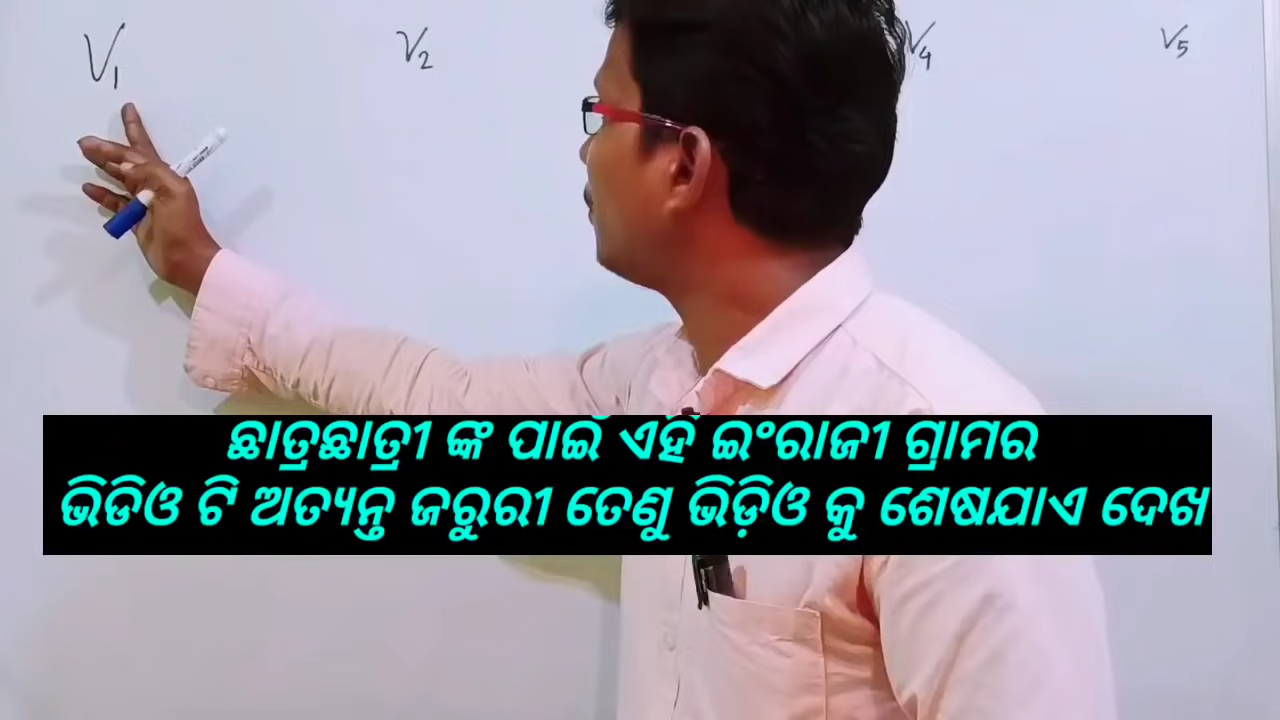 V1 V2 V4 V5
ଛାତ୍ରଛାତ୍ରୀ ଙ୍କ ପାଇଁ ଏହି ଇଂରାଜୀ ଗ୍ରାମର
ଭିଡିଓ ଟି ଅତ୍ୟନ୍ତ ଜରୁରୀ ତେଣୁ ଭିଡ଼ିଓ କୁ ଶେଷଯାଏ ଦେଖ